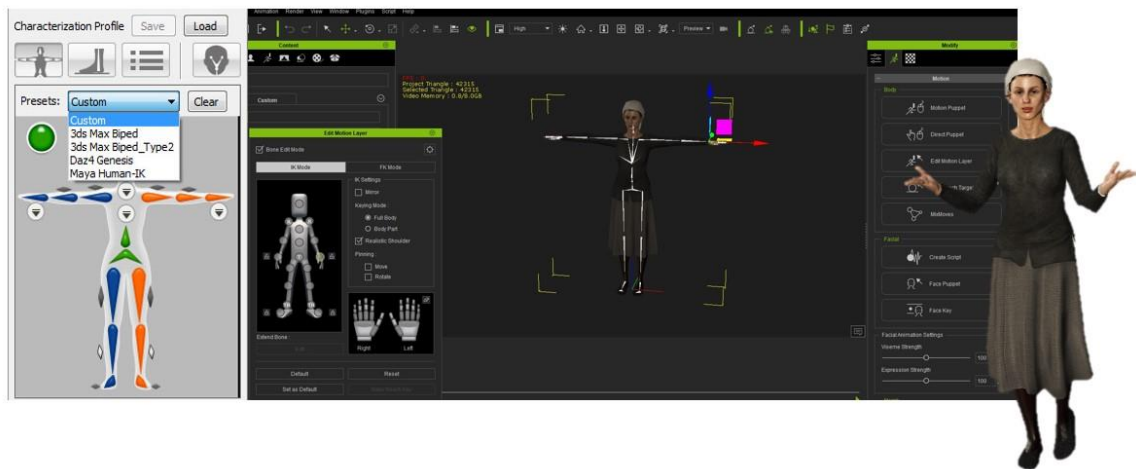 Characterization Profile Save Load
Presets: Custom Clear
Custom
3ds Max Biped
3ds Max Biped_Type2
Daz4 Genesis
Maya Human-IK
Animation Render View Window Plugins Script Help
High Preview
Content
Custom
Project Triangle : 42315
Selected Triangle : 42315
Video Memory : 0.8/8.0GB
Edit Motion Layer
Bone Edit Mode
IK Mode FK Mode
IK Settings
Mirror
Keying Mode :
Full Body
Body Part
Realistic Shoulder
Pinning :
Move
Rotate
Right Left
Extend Bone :
Default Reset
Set as Default
Modify
Motion
Body
Motion Puppet
Direct Puppet
Edit Motion Layer
Target
MixMoves
Facial
Create Script
Face Puppet
Face Key
Facial Animation Settings
Viseme Strength
100
Expression Strength
100